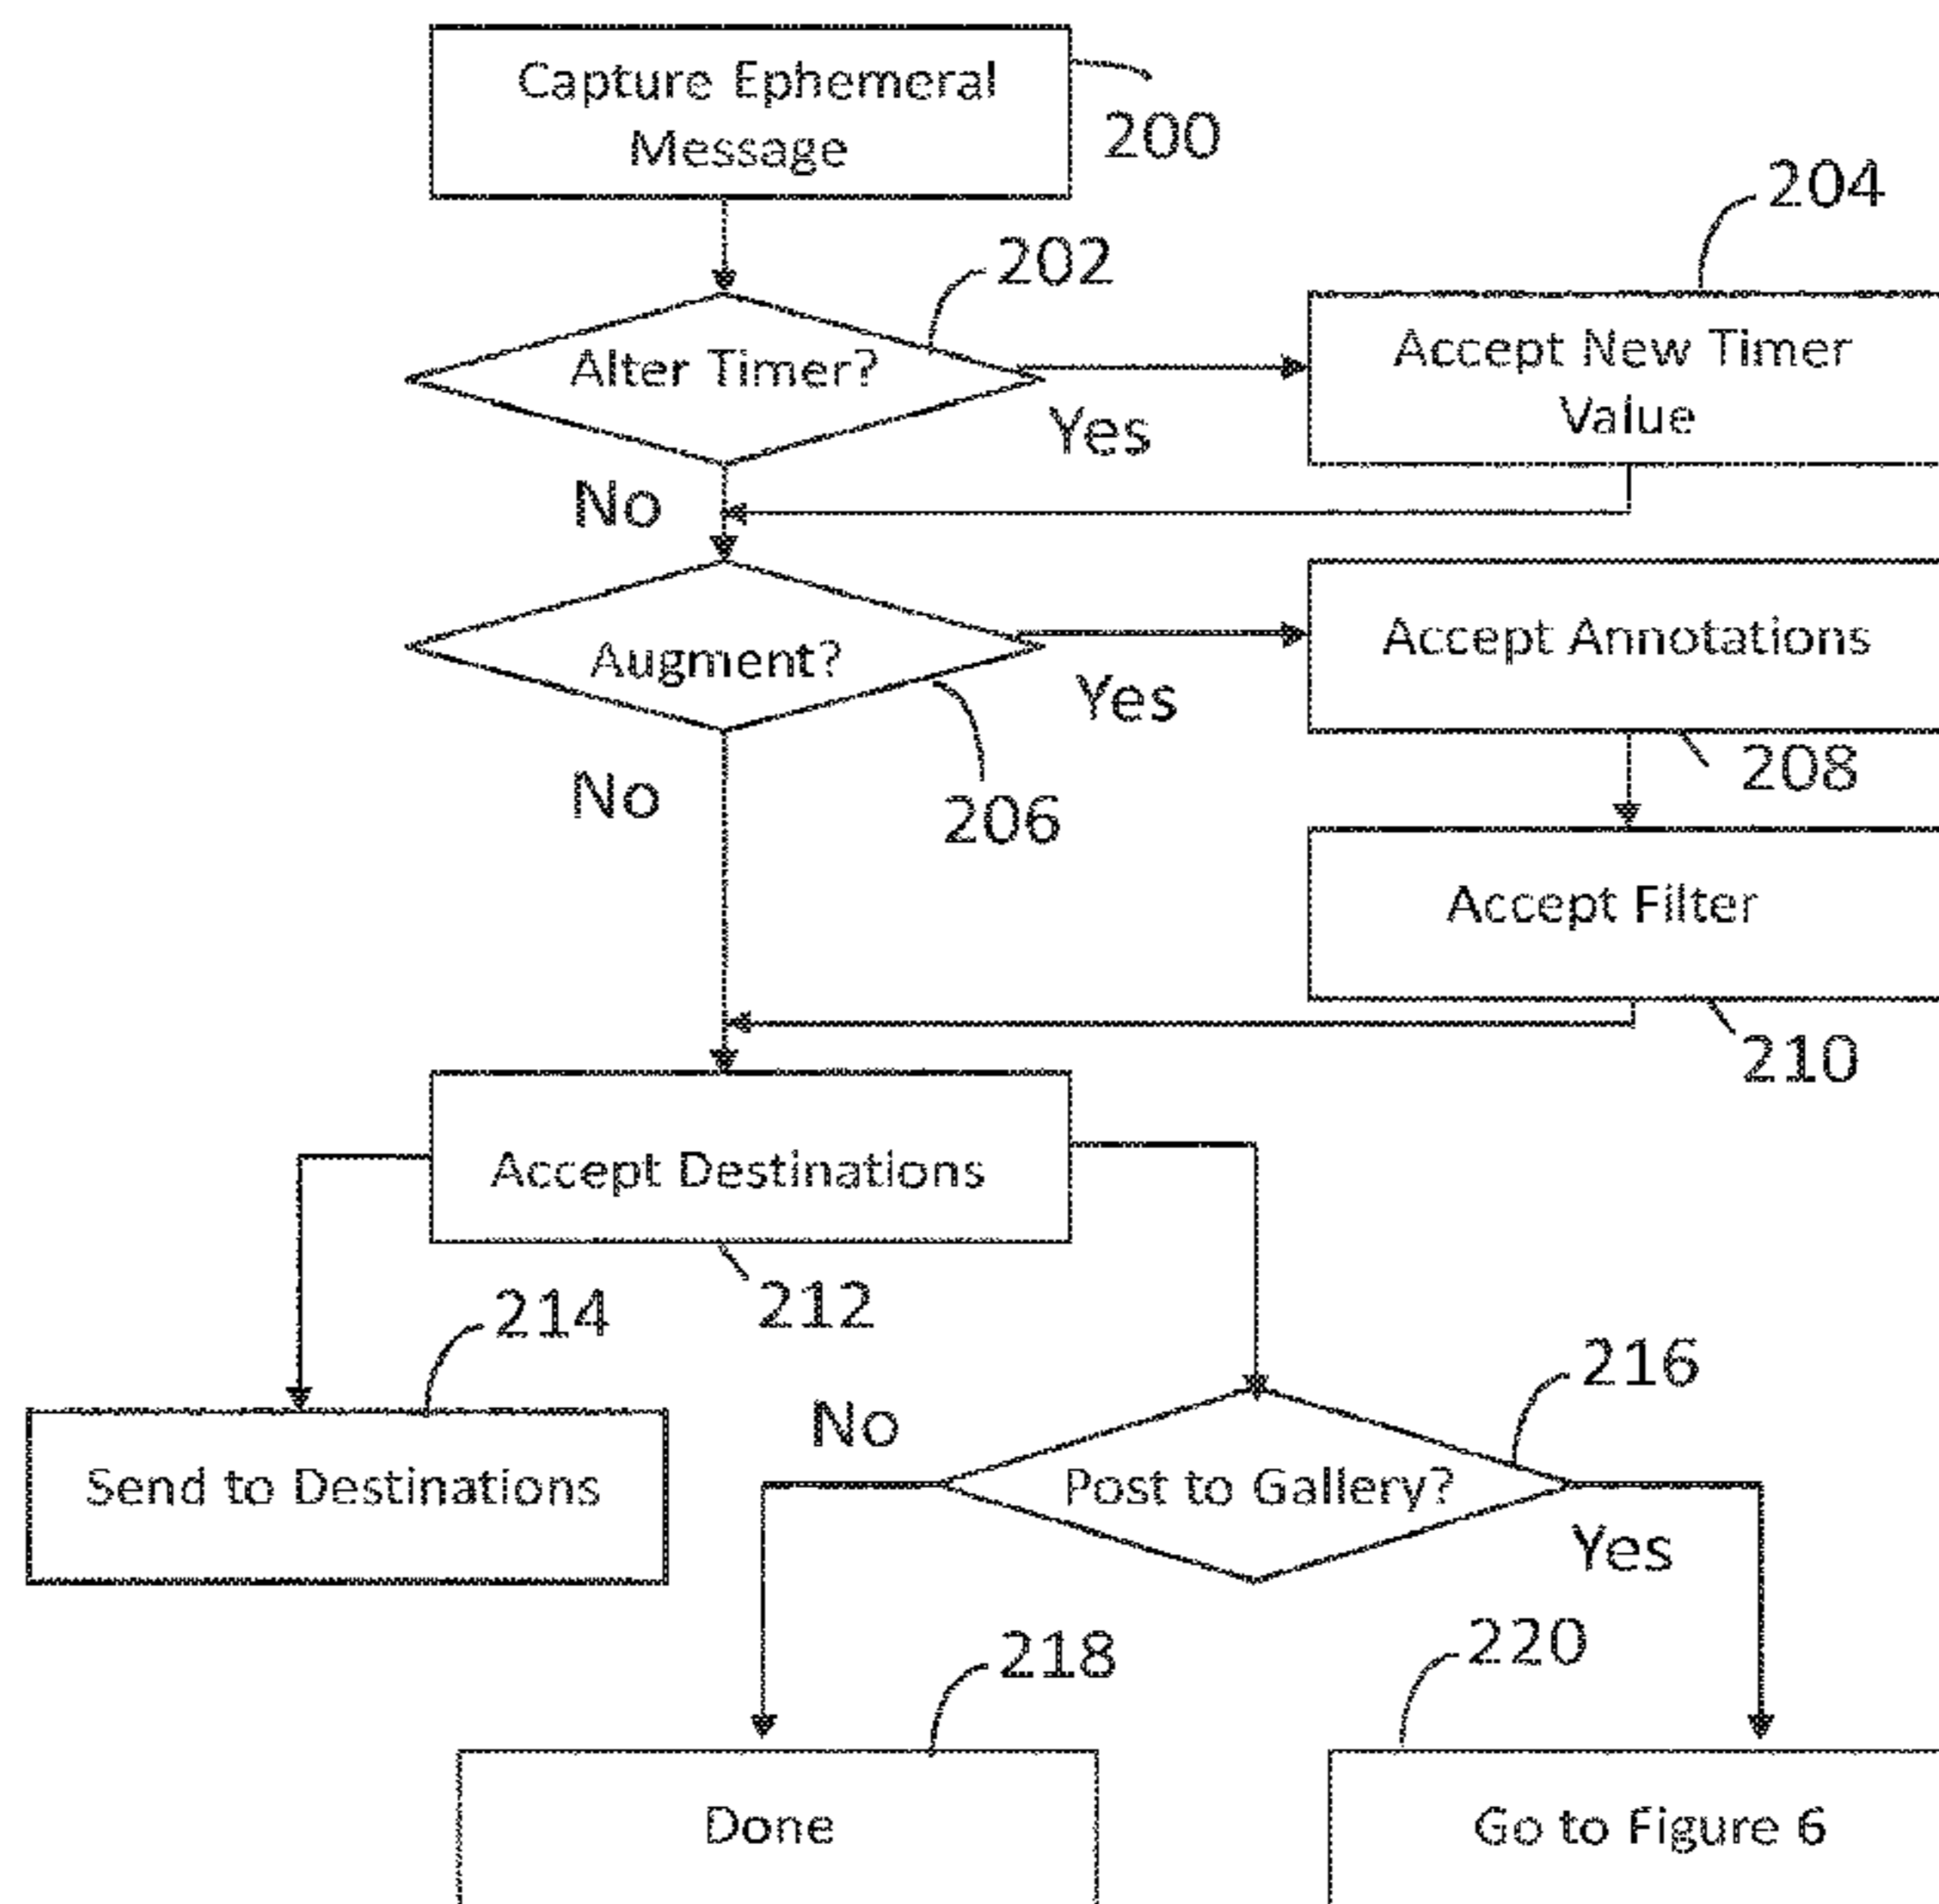 Capture Ephemeral
Message
200
204
202
Alter Timer?
Yes
Accept New Timer
Value
No
Augment?
Yes
Accept Annotations
206
208
No
Accept Filter
210
Accept Destinations
212
214
Send to Destinations
216
No
Post to Gallery?
Yes
218
220
Done
Go to Figure 6